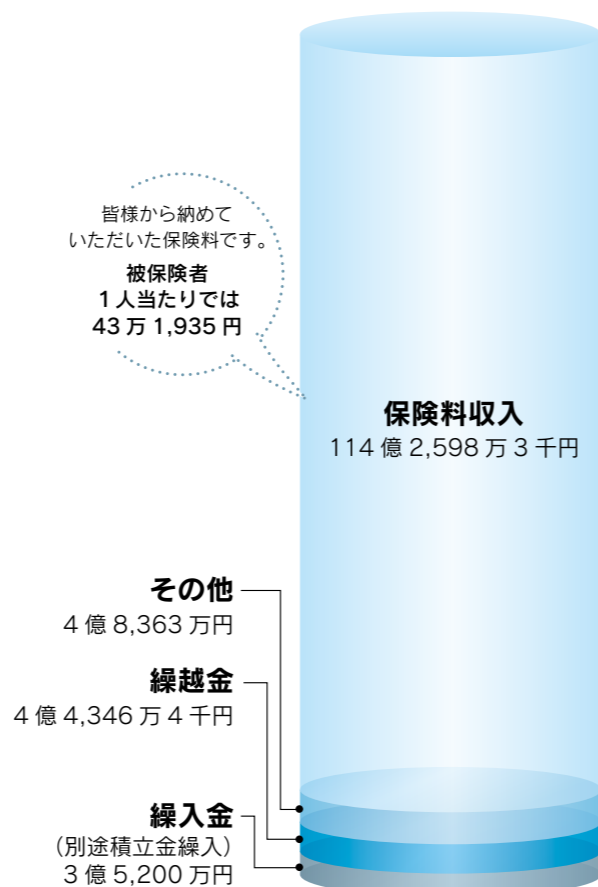 皆様から納めて
いただいた保険料です。
被保険者
1人当たりでは
43万1,935円
保険料収入
114億2,598万3千円
その他
4億8,363万円
繰越金
4億4,346万4千円
繰入金
（別途積立金繰入）
3億5,200万円